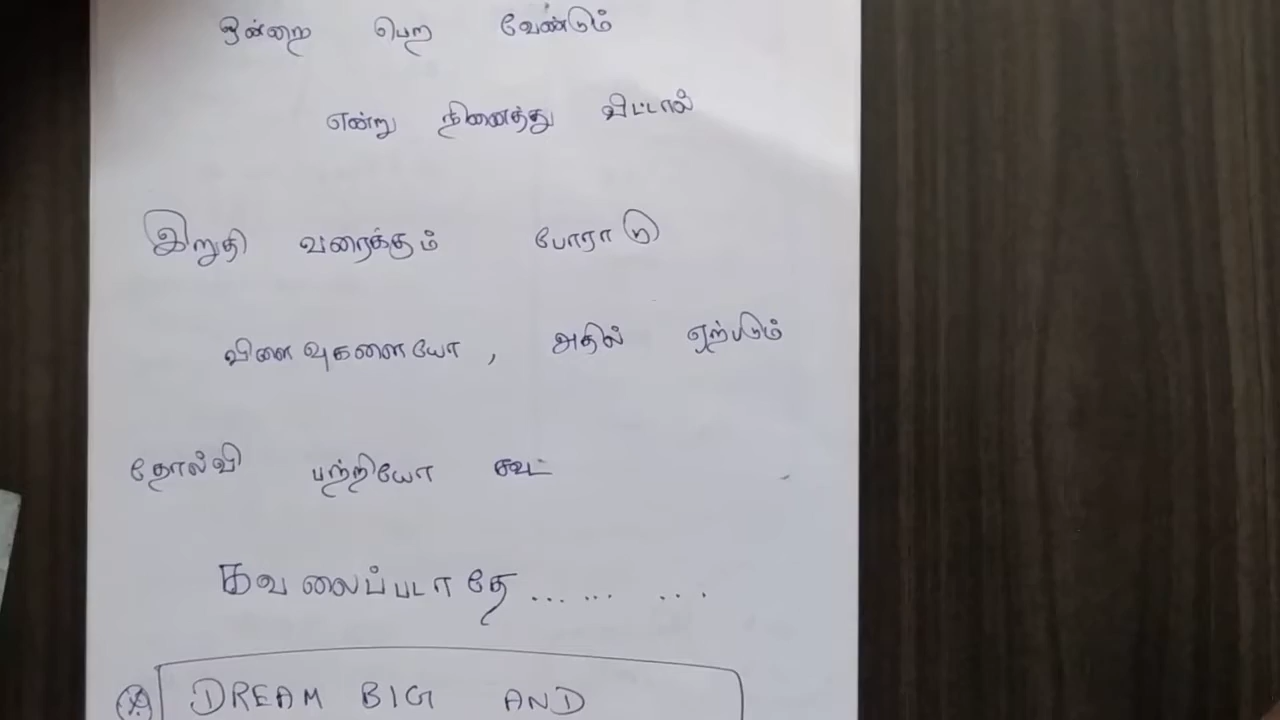 ஒன்றை பெற வேண்டும்
என்று நினைத்து விட்டால்
இறுதி வரைக்கும் போராடு
விளைவுகளையோ, அதில் ஏற்படும்
தோல்வி பற்றியோ கூட
கவலைப்படாதே ... ... ...
DREAM BIG AND